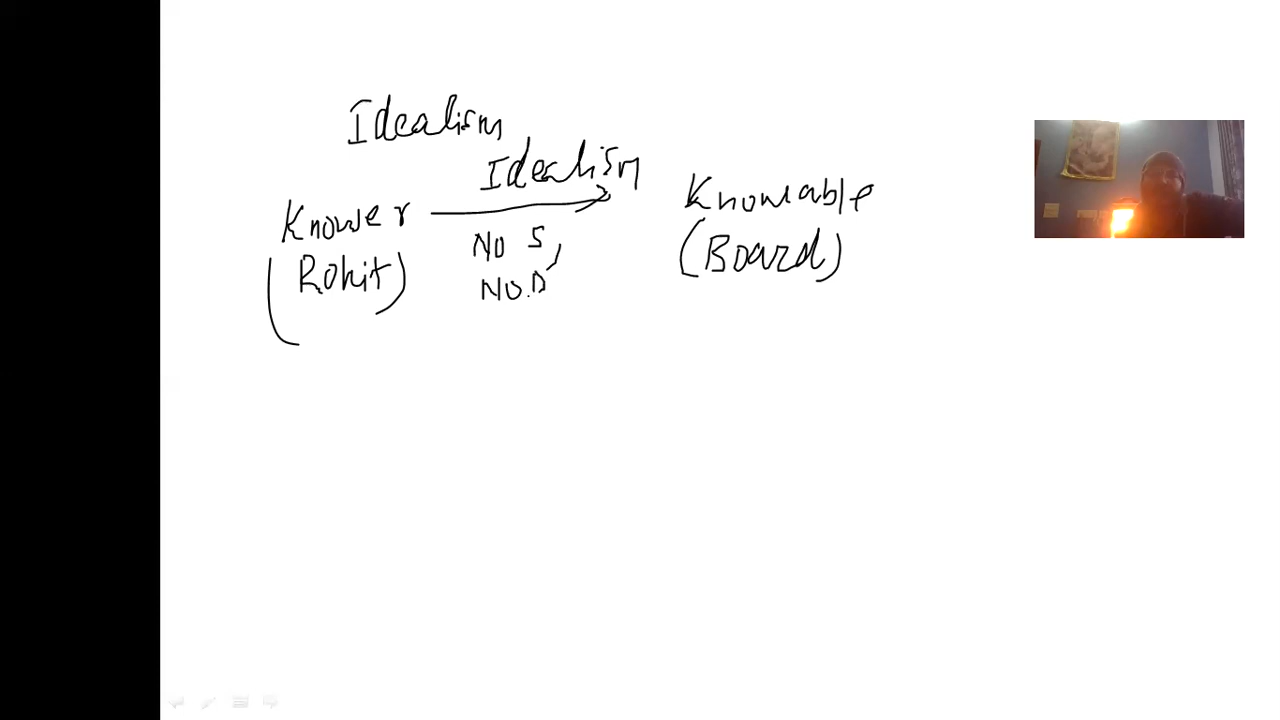 Idealism
Idealism
Knower
Knowable
No S,
(Rohit)
(Board)
No.D